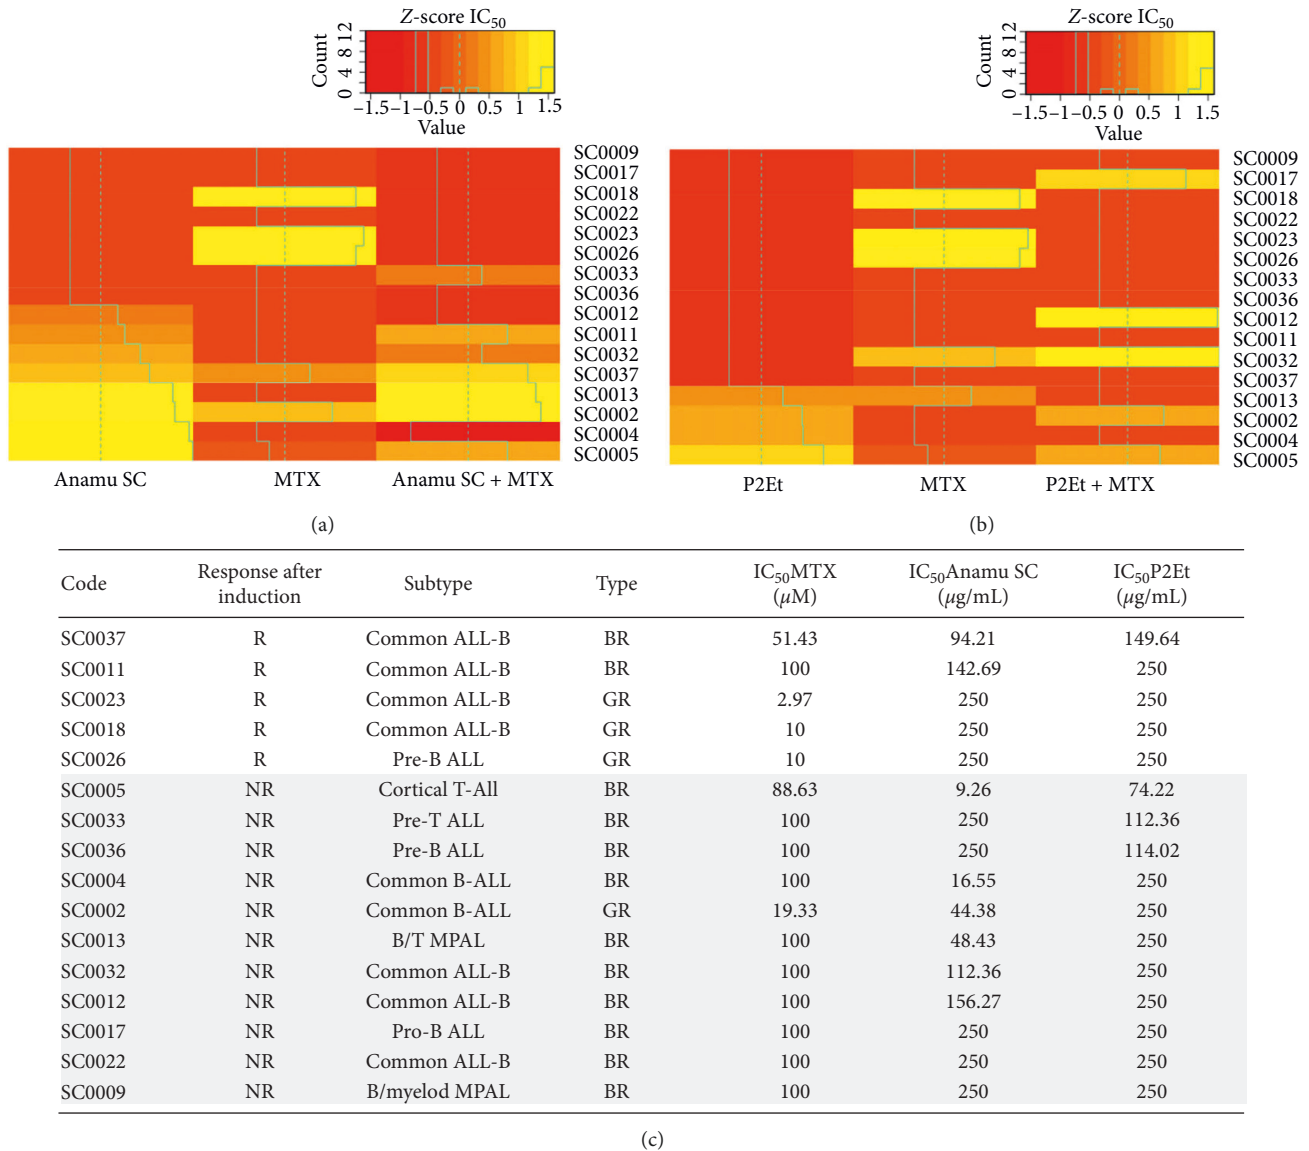 Z-score IC50
Count
0 4 8 12
−1.5 −1 −0.5 0 0.5 1 1.5
Value
SC0009
SC0017
SC0018
SC0022
SC0023
SC0026
SC0033
SC0036
SC0012
SC0011
SC0032
SC0037
SC0013
SC0002
SC0004
SC0005
Anamu SC MTX Anamu SC + MTX
(a)
Z-score IC50
Count
0 4 8 12
−1.5 −1 −0.5 0 0.5 1 1.5
Value
SC0009
SC0017
SC0018
SC0022
SC0023
SC0026
SC0033
SC0036
SC0012
SC0011
SC0032
SC0037
SC0013
SC0002
SC0004
SC0005
P2Et MTX P2Et + MTX
(b)
Code Response after induction Subtype Type IC50MTX (μM) IC50Anamu SC (μg/mL) IC50P2Et (μg/mL)
SC0037 R Common ALL-B BR 51.43 94.21 149.64
SC0011 R Common ALL-B BR 100 142.69 250
SC0023 R Common ALL-B GR 2.97 250 250
SC0018 R Common ALL-B GR 10 250 250
SC0026 R Pre-B ALL GR 10 250 250
SC0005 NR Cortical T-All BR 88.63 9.26 74.22
SC0033 NR Pre-T ALL BR 100 250 112.36
SC0036 NR Pre-B ALL BR 100 250 114.02
SC0004 NR Common B-ALL BR 100 16.55 250
SC0002 NR Common B-ALL GR 19.33 44.38 250
SC0013 NR B/T MPAL BR 100 48.43 250
SC0032 NR Common ALL-B BR 100 112.36 250
SC0012 NR Common ALL-B BR 100 156.27 250
SC0017 NR Pro-B ALL BR 100 250 250
SC0022 NR Common ALL-B BR 100 250 250
SC0009 NR B/myelod MPAL BR 100 250 250
(c)